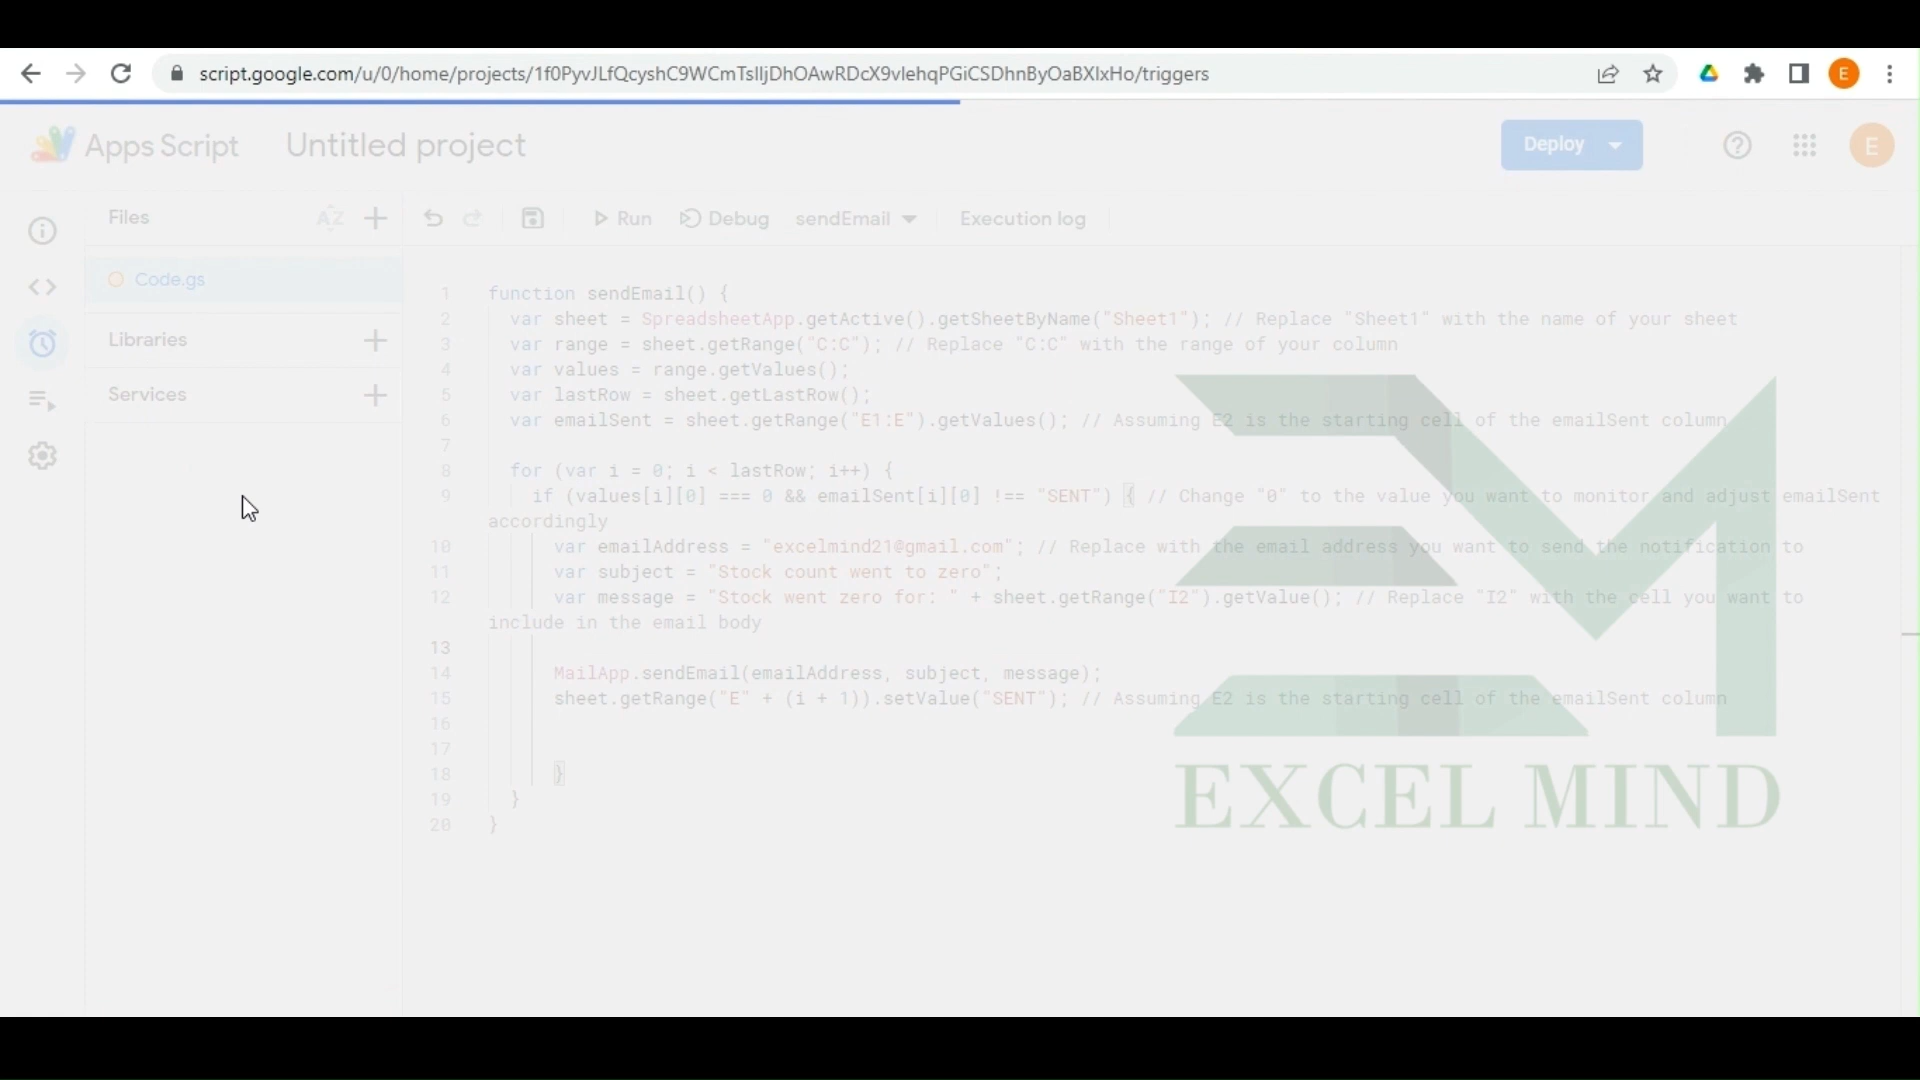 script.google.com/u/0/home/projects/1f0PyvJLfQcyshC9WCmTsIljDhOAwRDcX9vlehqPGiCSDhnByOaBXIxHo/triggers
E
Apps Script
Untitled project
Deploy
E
Files
AZ
Run
Debug
sendEmail
Execution log
Code.gs
Libraries
Services
1 function sendEmail() {
2 var sheet = SpreadsheetApp.getActive().getSheetByName("Sheet1"); // Replace "Sheet1" with the name of your sheet
3 var range = sheet.getRange("C:C"); // Replace "C:C" with the range of your column
4 var values = range.getValues();
5 var lastRow = sheet.getLastRow();
6 var emailSent = sheet.getRange("E1:E").getValues(); // Assuming E2 is the starting cell of the emailSent column
7
8 for (var i = 0; i < lastRow; i++) {
9 if (values[i][0] === 0 && emailSent[i][0] !== "SENT") { // Change "0" to the value you want to monitor and adjust emailSent
accordingly
10 var emailAddress = "excelmind21@gmail.com"; // Replace with the email address you want to send the notification to
11 var subject = "Stock count went to zero";
12 var message = "Stock went zero for: " + sheet.getRange("I2").getValue(); // Replace "I2" with the cell you want to
include in the email body
13
14 MailApp.sendEmail(emailAddress, subject, message);
15 sheet.getRange("E" + (i + 1)).setValue("SENT"); // Assuming E2 is the starting cell of the emailSent column
16
17
18 }
19 }
20 }
EXCEL MIND